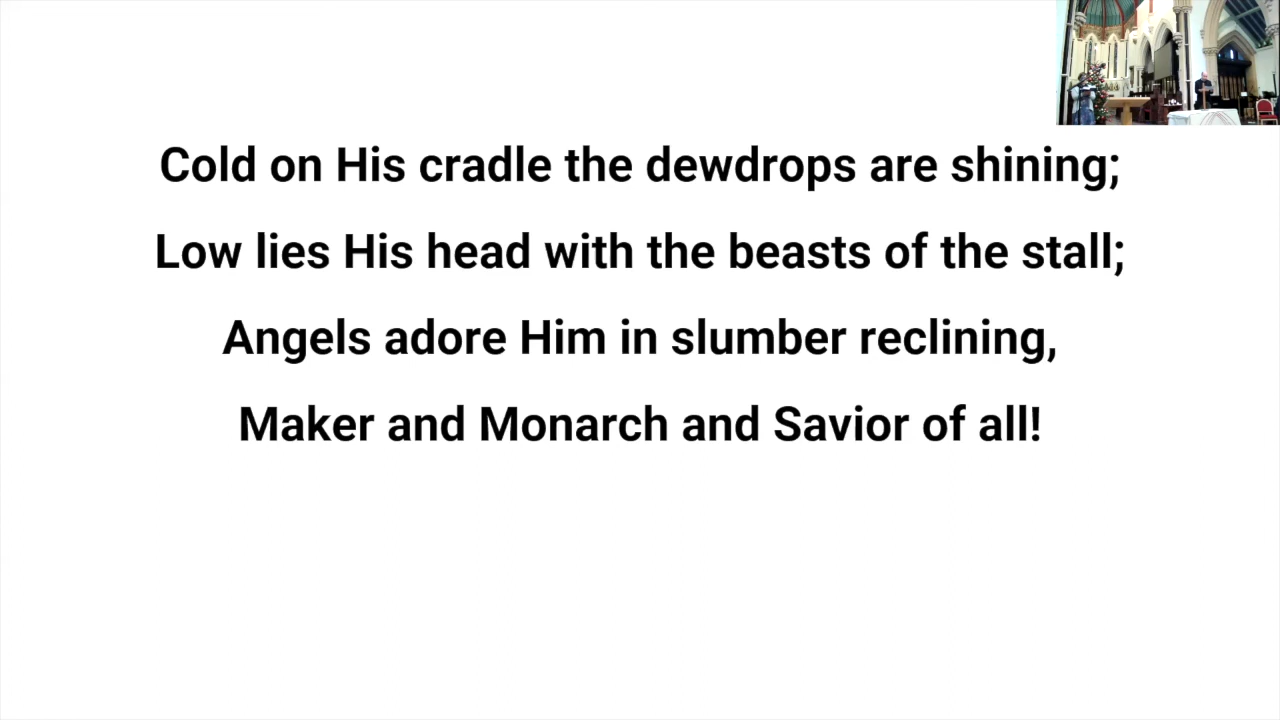 Cold on His cradle the dewdrops are shining;
Low lies His head with the beasts of the stall;
Angels adore Him in slumber reclining,
Maker and Monarch and Savior of all!